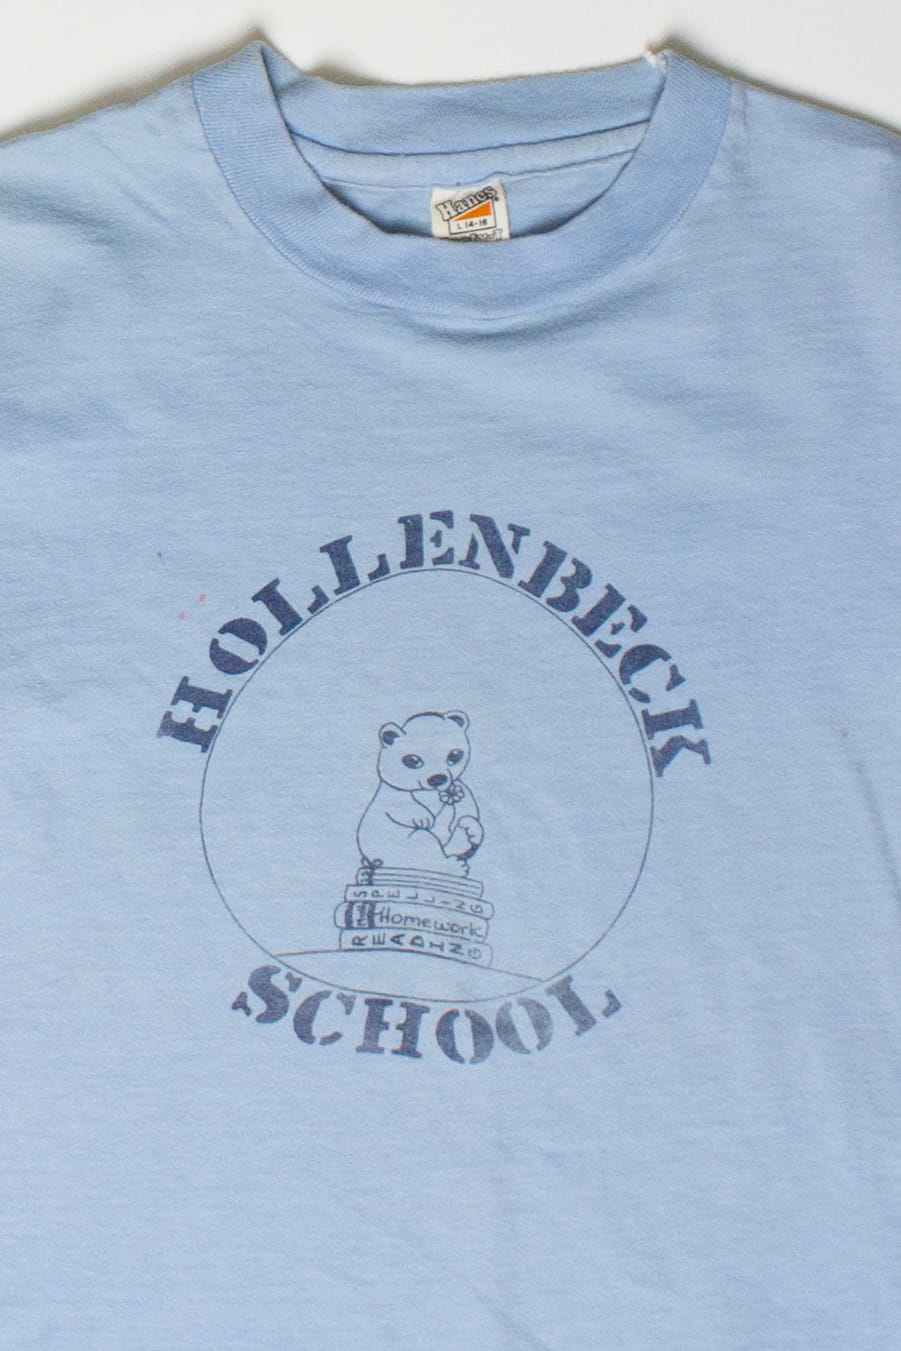 Hanes
L 14-16
HOLLENBECK
SPELLING
Homework
READING
SCHOOL